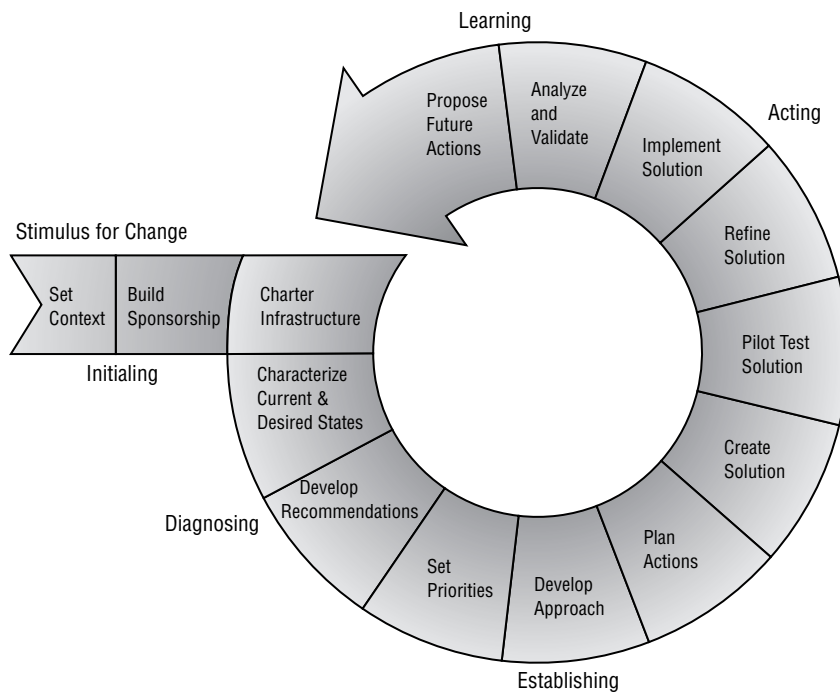 Learning
Propose
Future
Actions
Analyze
and
Validate
Implement
Solution
Acting
Refine
Solution
Stimulus for Change
Set
Context
Build
Sponsorship
Charter
Infrastructure
Initialing
Pilot Test
Solution
Characterize
Current &
Desired States
Create
Solution
Diagnosing
Develop
Recommendations
Set
Priorities
Develop
Approach
Plan
Actions
Establishing